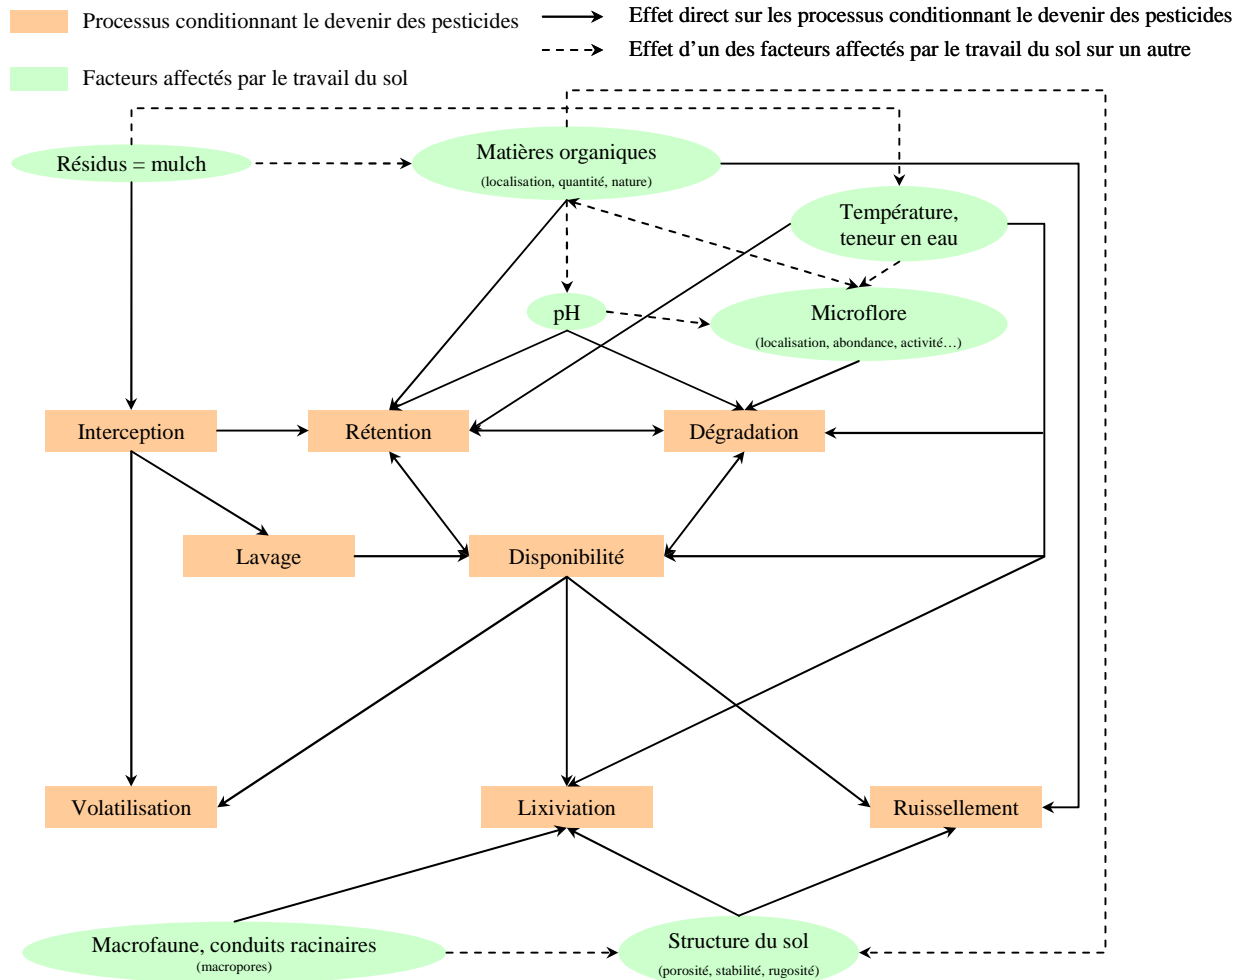 Processus conditionnant le devenir des pesticides
Effet direct sur les processus conditionnant le devenir des pesticides
Effet d'un des facteurs affectés par le travail du sol sur un autre
Facteurs affectés par le travail du sol
Résidus = mulch
Matières organiques
(localisation, quantité, nature)
Température,
teneur en eau
pH
Microflore
(localisation, abondance, activité…)
Interception
Rétention
Dégradation
Lavage
Disponibilité
Volatilisation
Lixiviation
Ruissellement
Macrofaune, conduits racinaires
(macropores)
Structure du sol
(porosité, stabilité, rugosité)